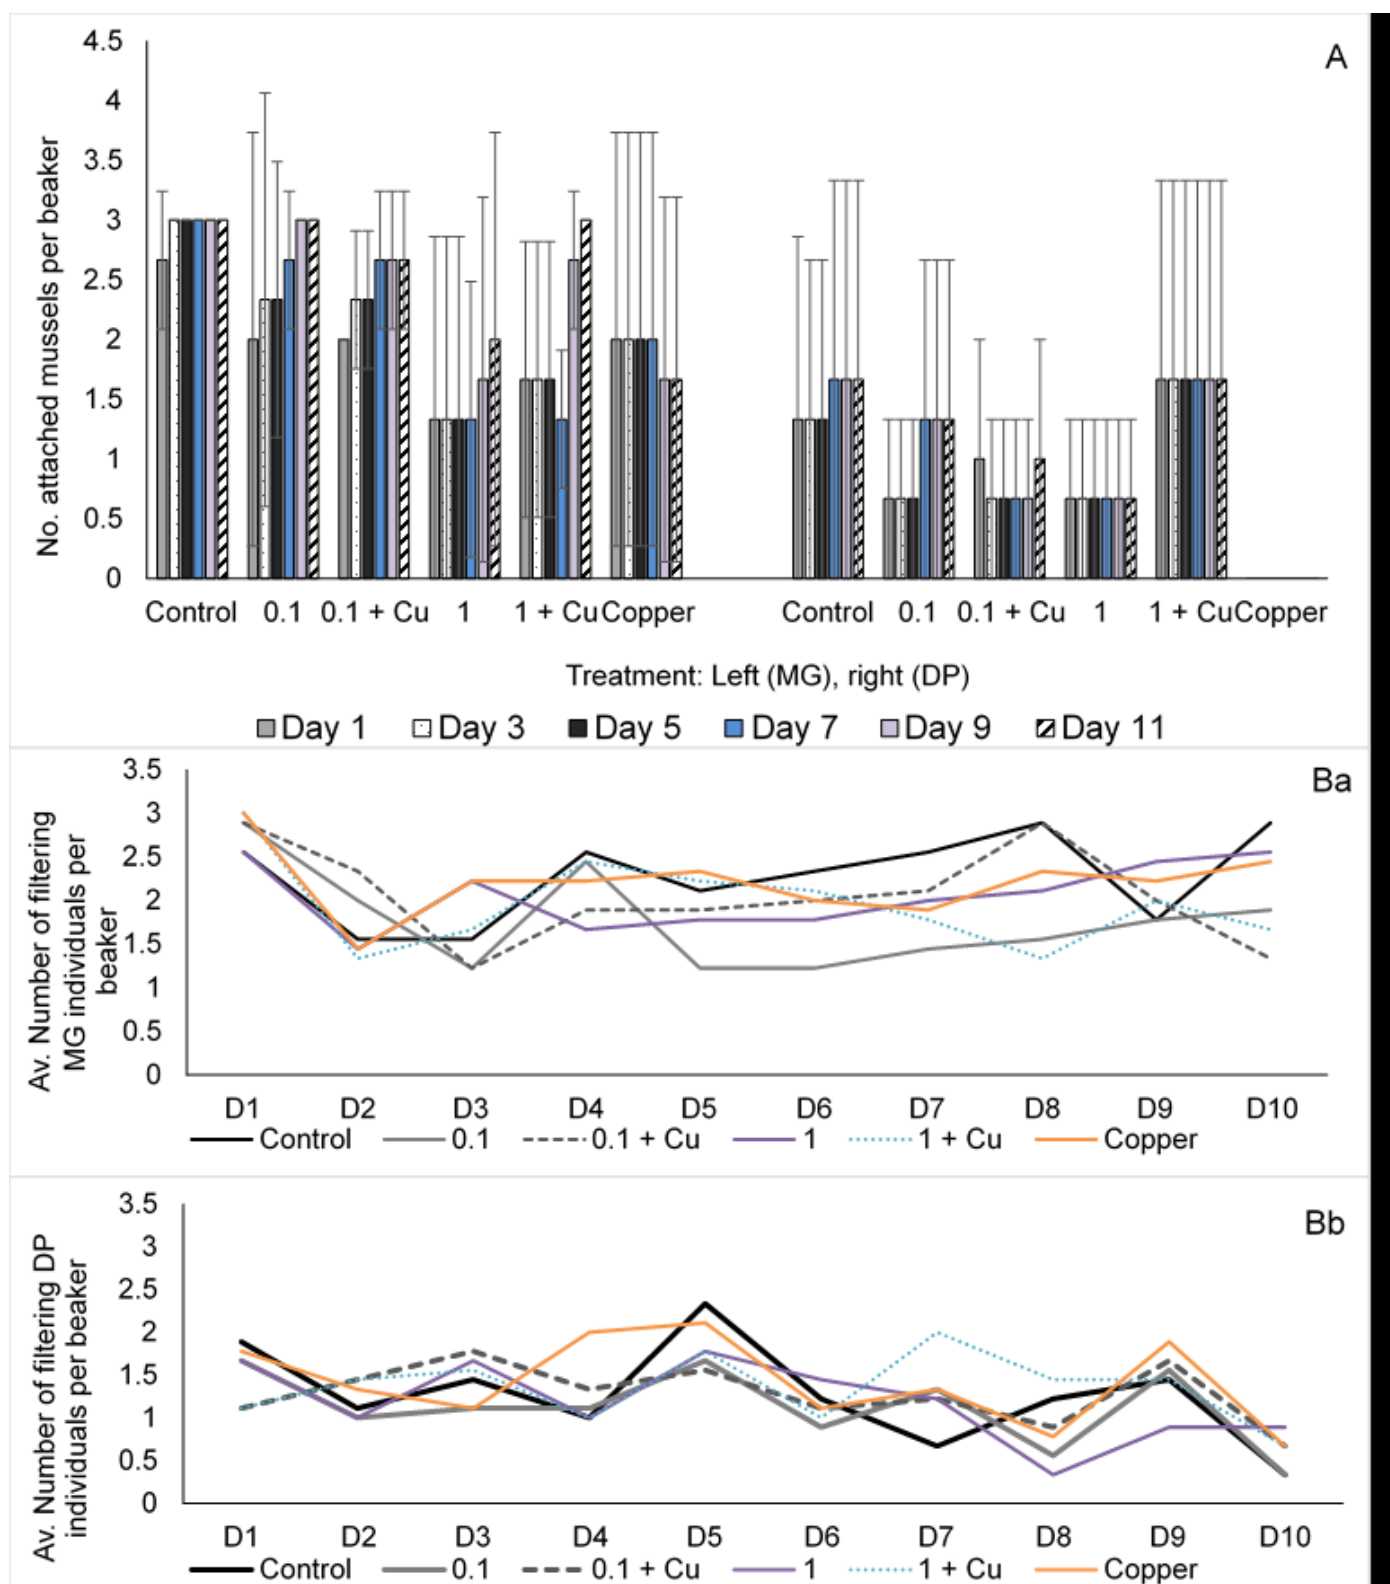 A
4.5
4
3.5
3
2.5
2
1.5
1
0.5
0
No. attached mussels per beaker
Control 0.1 0.1 + Cu 1 1 + Cu Copper Control 0.1 0.1 + Cu 1 1 + Cu Copper
Treatment: Left (MG), right (DP)
Day 1 Day 3 Day 5 Day 7 Day 9 Day 11
Ba
3.5
3
2.5
2
1.5
1
0.5
0
Av. Number of filtering
MG individuals per
beaker
D1 D2 D3 D4 D5 D6 D7 D8 D9 D10
Control 0.1 0.1 + Cu 1 1 + Cu Copper
Bb
3.5
3
2.5
2
1.5
1
0.5
0
Av. Number of filtering DP
individuals per beaker
D1 D2 D3 D4 D5 D6 D7 D8 D9 D10
Control 0.1 0.1 + Cu 1 1 + Cu Copper